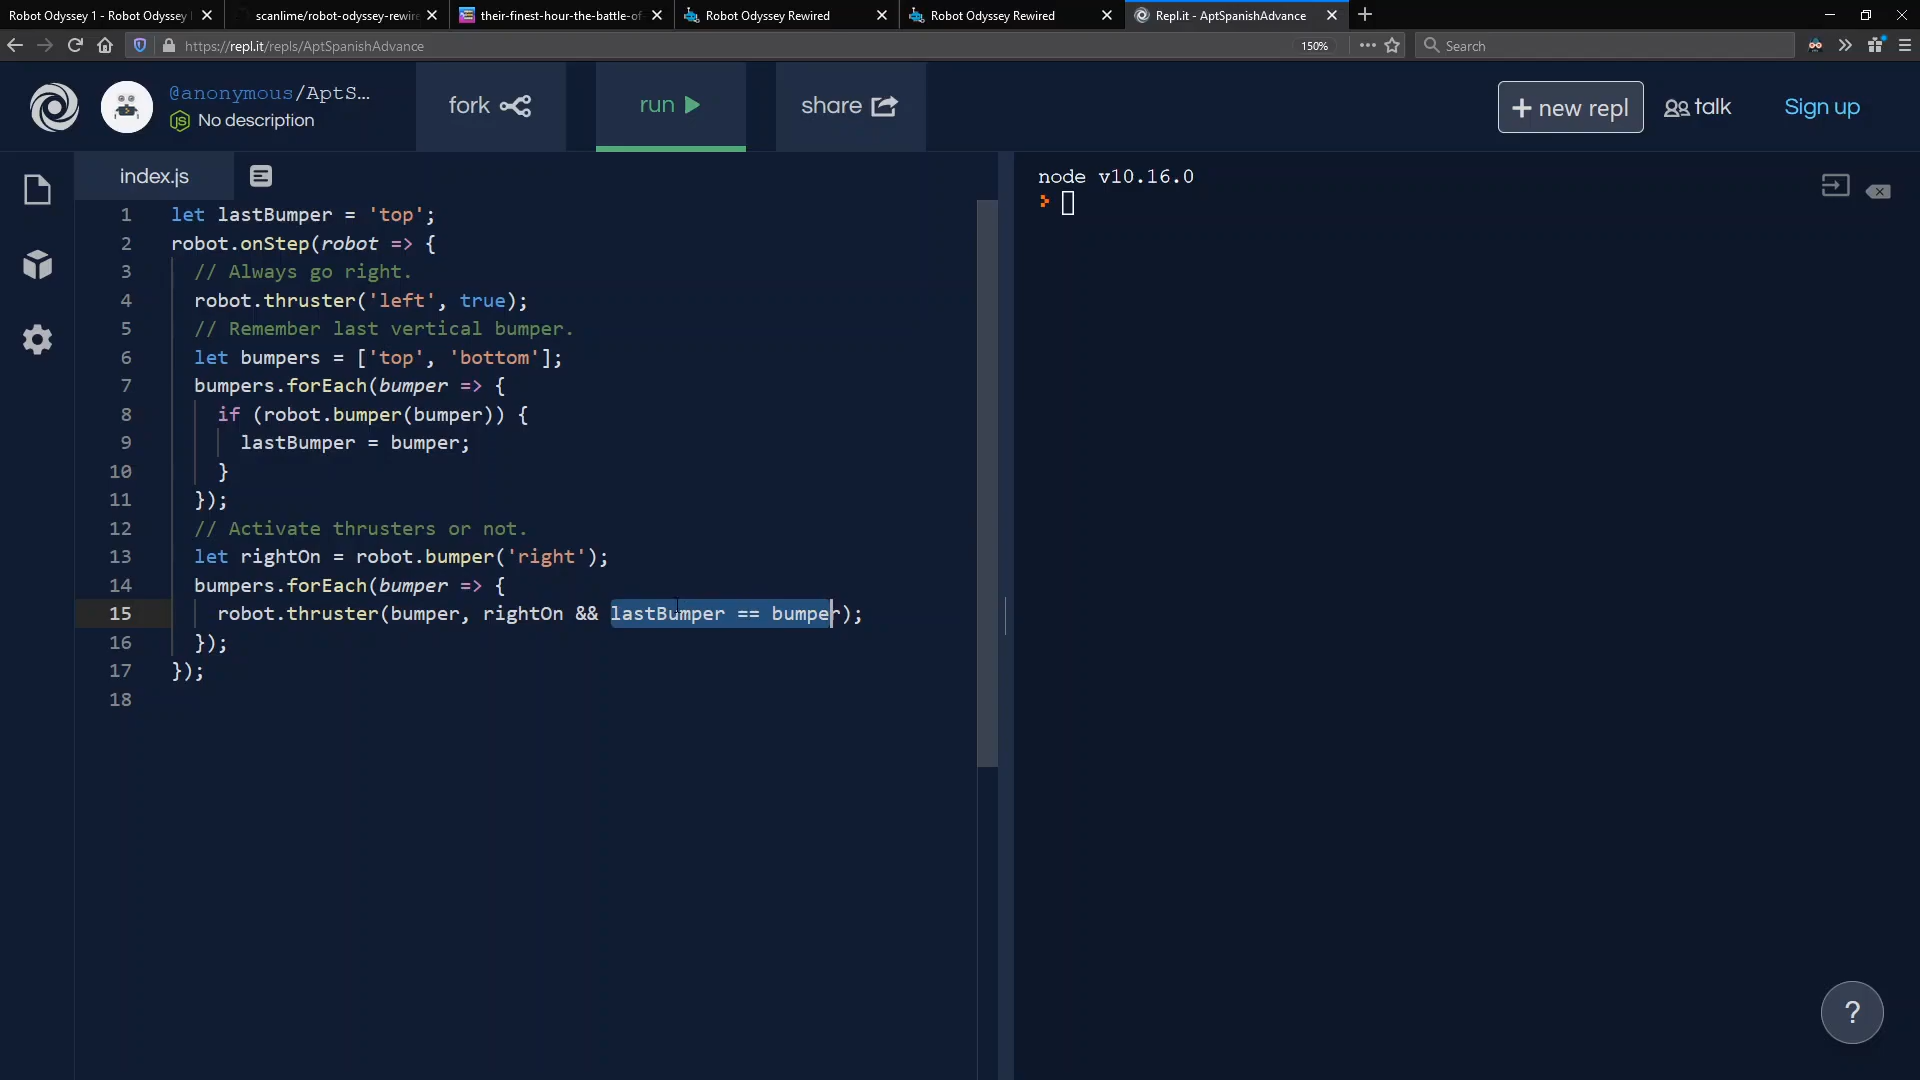 Robot Odyssey 1 - Robot Odyssey
scanlime/robot-odyssey-rewire
their-finest-hour-the-battle-of
Robot Odyssey Rewired
Robot Odyssey Rewired
Repl.it - AptSpanishAdvance
https://repl.it/repls/AptSpanishAdvance
150%
Search
@anonymous/AptS...
No description
fork
run
share
+ new repl
talk
Sign up
index.js
node v10.16.0
1 let lastBumper = 'top';
2 robot.onStep(robot => {
3 // Always go right.
4 robot.thruster('left', true);
5 // Remember last vertical bumper.
6 let bumpers = ['top', 'bottom'];
7 bumpers.forEach(bumper => {
8 if (robot.bumper(bumper)) {
9 lastBumper = bumper;
10 }
11 });
12 // Activate thrusters or not.
13 let rightOn = robot.bumper('right');
14 bumpers.forEach(bumper => {
15 robot.thruster(bumper, rightOn && lastBumper == bumper);
16 });
17 });
18
?